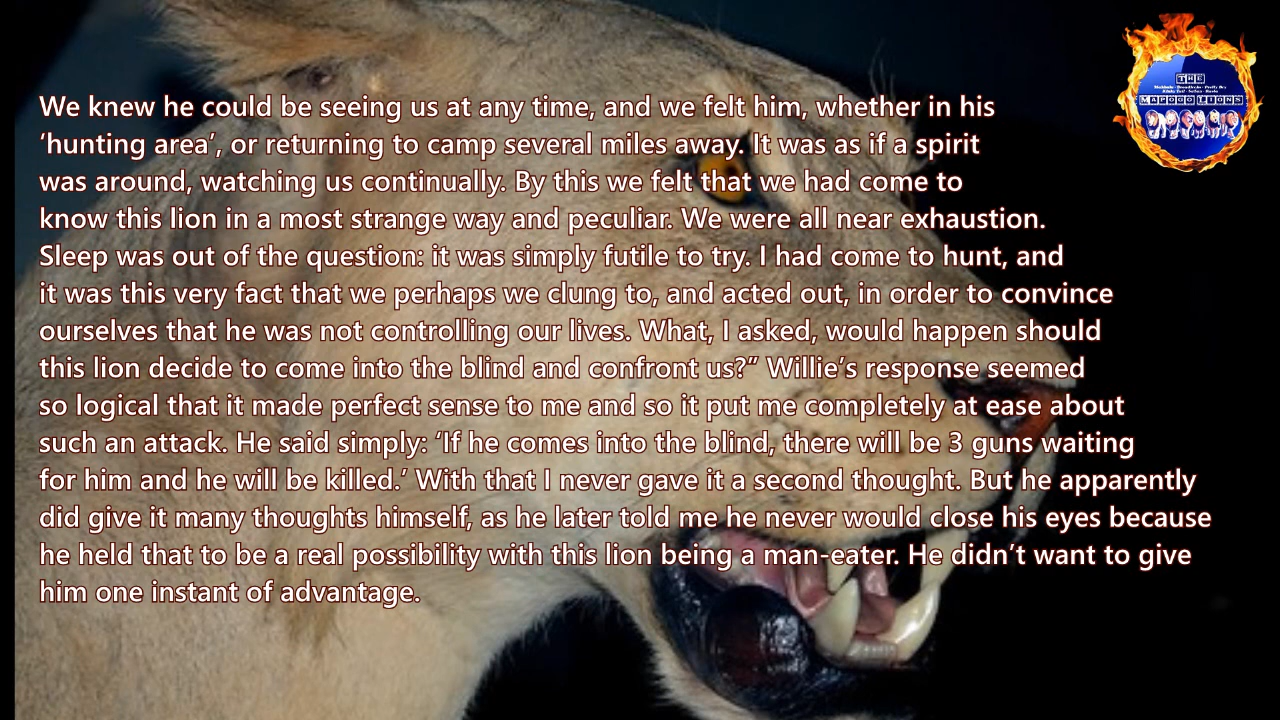 We knew he could be seeing us at any time, and we felt him, whether in his
‘hunting area’, or returning to camp several miles away. It was as if a spirit
was around, watching us continually. By this we felt that we had come to
know this lion in a most strange way and peculiar. We were all near exhaustion.
Sleep was out of the question: it was simply futile to try. I had come to hunt, and
it was this very fact that we perhaps we clung to, and acted out, in order to convince
ourselves that he was not controlling our lives. What, I asked, would happen should
this lion decide to come into the blind and confront us?” Willie’s response seemed
so logical that it made perfect sense to me and so it put me completely at ease about
such an attack. He said simply: ‘If he comes into the blind, there will be 3 guns waiting
for him and he will be killed.’ With that I never gave it a second thought. But he apparently
did give it many thoughts himself, as he later told me he never would close his eyes because
he held that to be a real possibility with this lion being a man-eater. He didn’t want to give
him one instant of advantage.
THE
MAPOGO LIONS